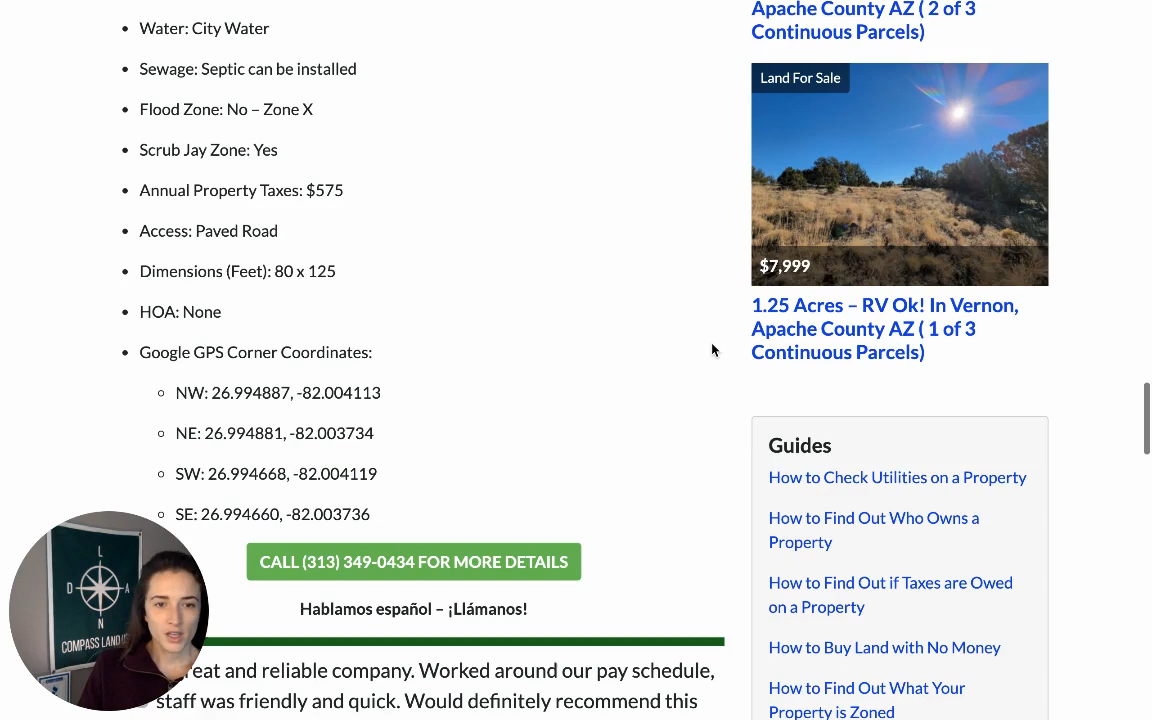 Water: City Water
Sewage: Septic can be installed
Flood Zone: No – Zone X
Scrub Jay Zone: Yes
Annual Property Taxes: $575
Access: Paved Road
Dimensions (Feet): 80 x 125
HOA: None
Google GPS Corner Coordinates:
NW: 26.994887, -82.004113
NE: 26.994881, -82.003734
SW: 26.994668, -82.004119
SE: 26.994660, -82.003736
CALL (313) 349-0434 FOR MORE DETAILS
Hablamos español – ¡Llámanos!
reat and reliable company. Worked around our pay schedule,
staff was friendly and quick. Would definitely recommend this
L
D A
N
COMPASS LAND
Apache County AZ ( 2 of 3
Continuous Parcels)
Land For Sale
$7,999
1.25 Acres – RV Ok! In Vernon,
Apache County AZ ( 1 of 3
Continuous Parcels)
Guides
How to Check Utilities on a Property
How to Find Out Who Owns a
Property
How to Find Out if Taxes are Owed
on a Property
How to Buy Land with No Money
How to Find Out What Your
Property is Zoned